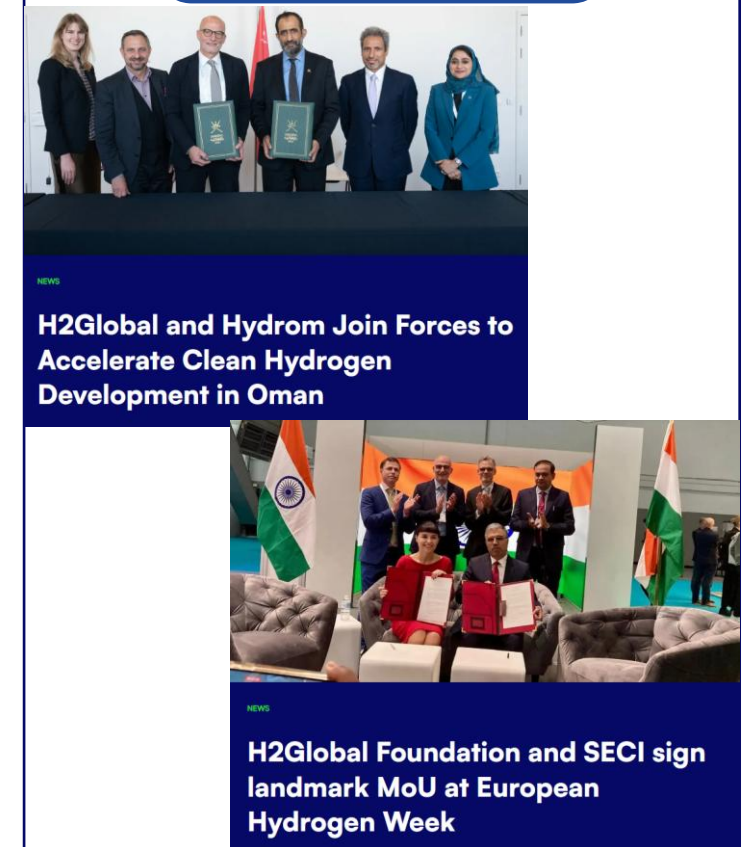 NEWS
H2Global and Hydrom Join Forces to
Accelerate Clean Hydrogen
Development in Oman
NEWS
H2Global Foundation and SECI sign
landmark MoU at European
Hydrogen Week